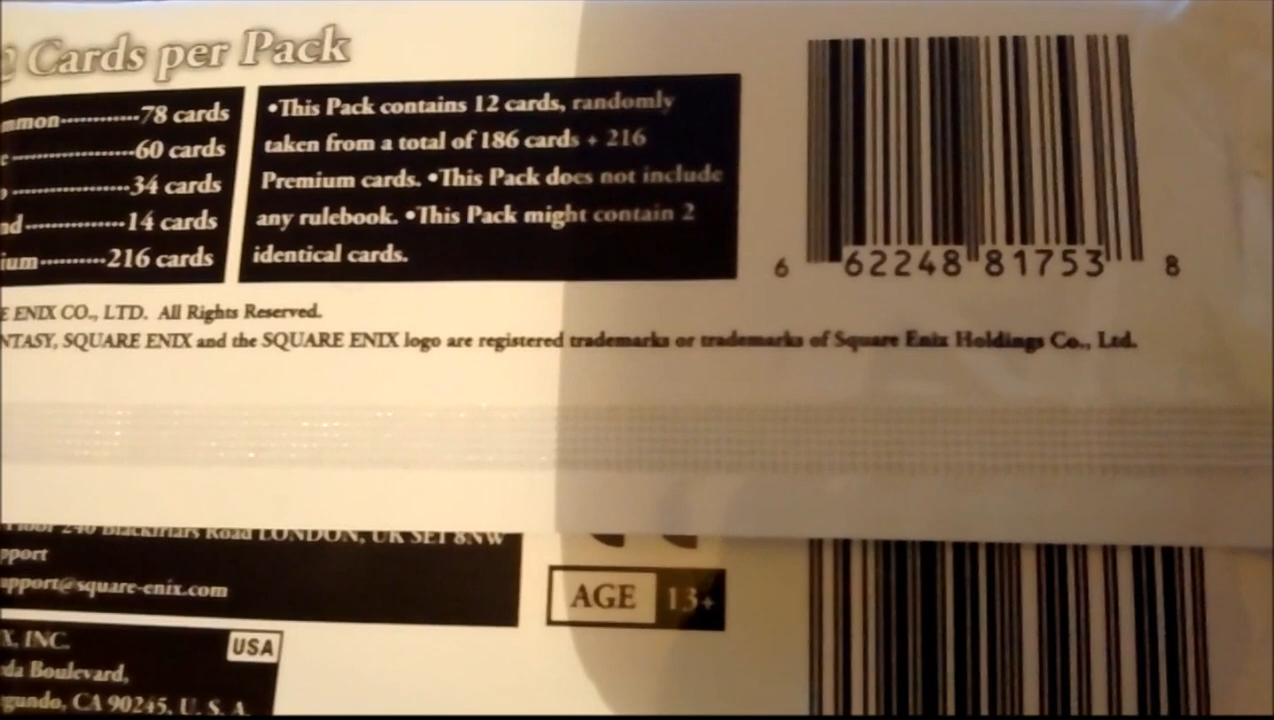 Cards per Pack
mmon............78 cards
e....................60 cards
...................34 cards
nd................14 cards
ium..........216 cards
•This Pack contains 12 cards, randomly
taken from a total of 186 cards + 216
Premium cards. •This Pack does not include
any rulebook. •This Pack might contain 2
identical cards.
6 62248 81753 8
E ENIX CO., LTD. All Rights Reserved.
NTASY, SQUARE ENIX and the SQUARE ENIX logo are registered trademarks or trademarks of Square Enix Holdings Co., Ltd.
Floor 240 Blackfriars Road LONDON, UK SE1 8NW
pport
upport@square-enix.com
AGE 13+
X, INC.
USA
da Boulevard,
gundo, CA 90245, U. S. A.